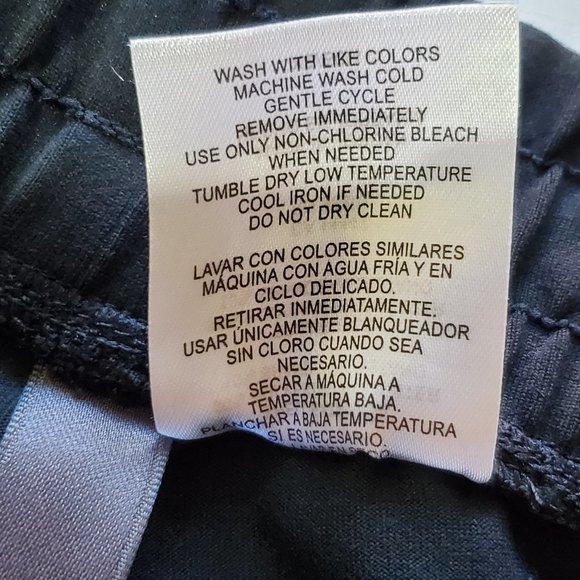 WASH WITH LIKE COLORS
MACHINE WASH COLD
GENTLE CYCLE
REMOVE IMMEDIATELY
USE ONLY NON-CHLORINE BLEACH
WHEN NEEDED
TUMBLE DRY LOW TEMPERATURE
COOL IRON IF NEEDED
DO NOT DRY CLEAN
LAVAR CON COLORES SIMILARES
MÁQUINA CON AGUA FRÍA Y EN
CICLO DELICADO.
RETIRAR INMEDIATAMENTE.
USAR ÚNICAMENTE BLANQUEADOR
SIN CLORO CUANDO SEA
NECESARIO.
SECAR A MÁQUINA A
TEMPERATURA BAJA.
PLANCHAR A BAJA TEMPERATURA
SI ES NECESARIO.